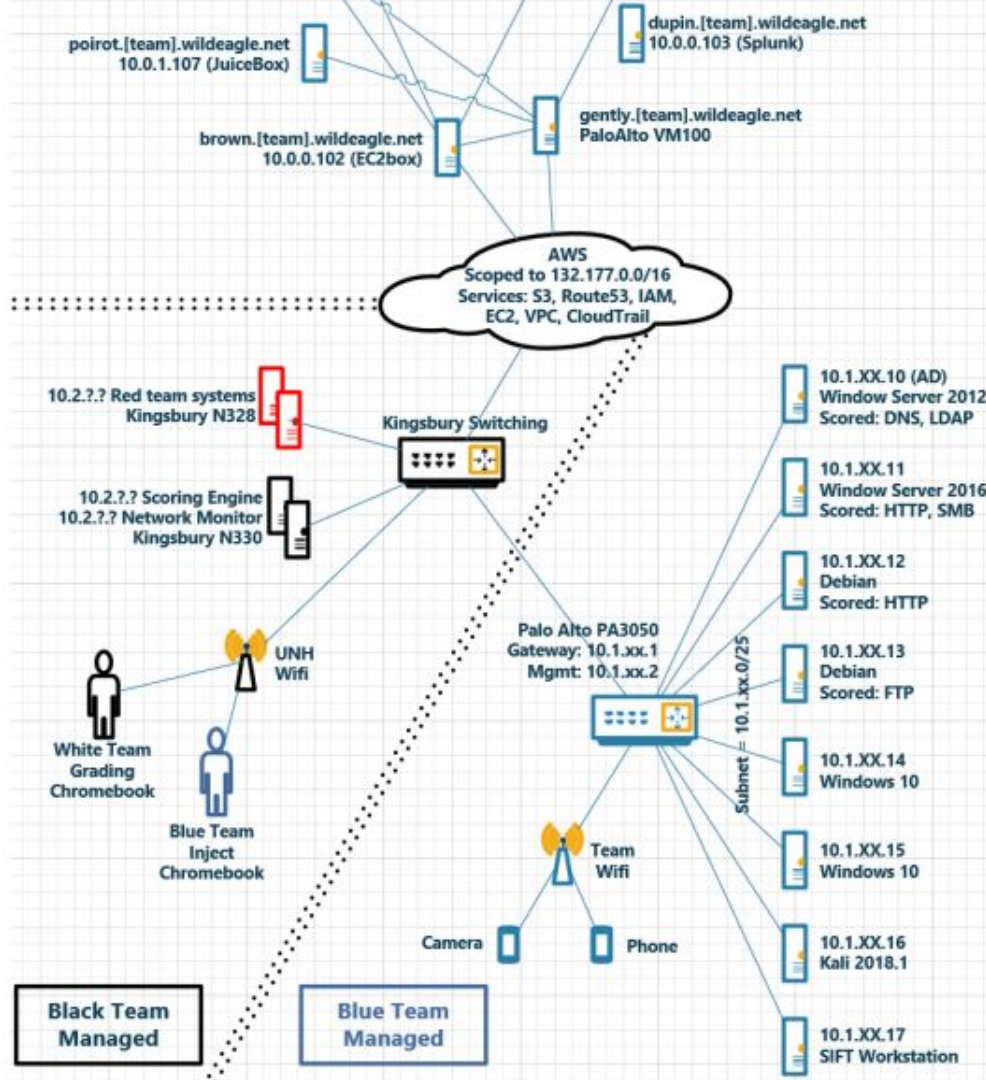 dupin.[team].wildeagle.net
10.0.0.103 (Splunk)
poirot.[team].wildeagle.net
10.0.1.107 (JuiceBox)
gently.[team].wildeagle.net
PaloAlto VM100
brown.[team].wildeagle.net
10.0.0.102 (EC2box)
AWS
Scoped to 132.177.0.0/16
Services: S3, Route53, IAM,
EC2, VPC, CloudTrail
10.2.?.? Red team systems
Kingsbury N328
Kingsbury Switching
10.2.?.? Scoring Engine
10.2.?.? Network Monitor
Kingsbury N330
UNH
Wifi
White Team
Grading
Chromebook
Blue Team
Inject
Chromebook
Palo Alto PA3050
Gateway: 10.1.xx.1
Mgmt: 10.1.xx.2
Subnet = 10.1.xx.0/25
10.1.XX.10 (AD)
Window Server 2012
Scored: DNS, LDAP
10.1.XX.11
Window Server 2016
Scored: HTTP, SMB
10.1.XX.12
Debian
Scored: HTTP
10.1.XX.13
Debian
Scored: FTP
10.1.XX.14
Windows 10
10.1.XX.15
Windows 10
10.1.XX.16
Kali 2018.1
10.1.XX.17
SIFT Workstation
Team
Wifi
Camera
Phone
Black Team
Managed
Blue Team
Managed